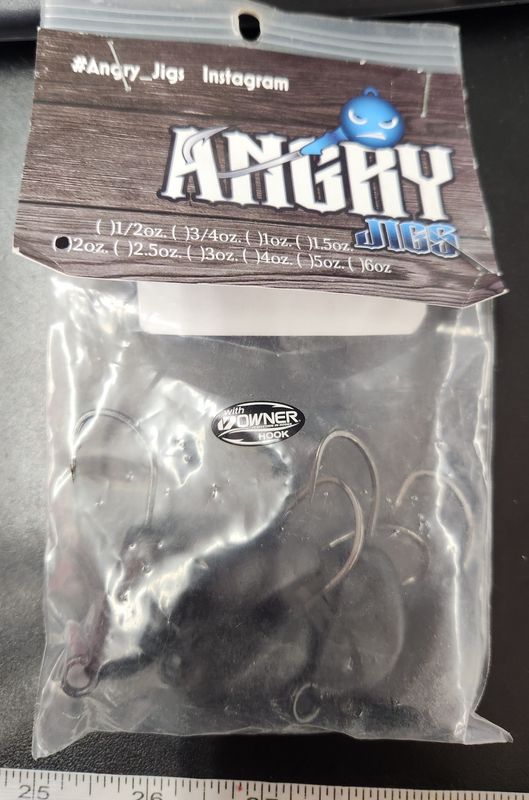 #Angry_Jigs Instagram
ANGRY
JIGS
( )1/2oz. ( )3/4oz. ( )1oz. ( )1.5oz.
( )2oz. ( )2.5oz. ( )3oz. ( )4oz. ( )5oz. ( )6oz
with
OWNER
HOOK
25 26 27